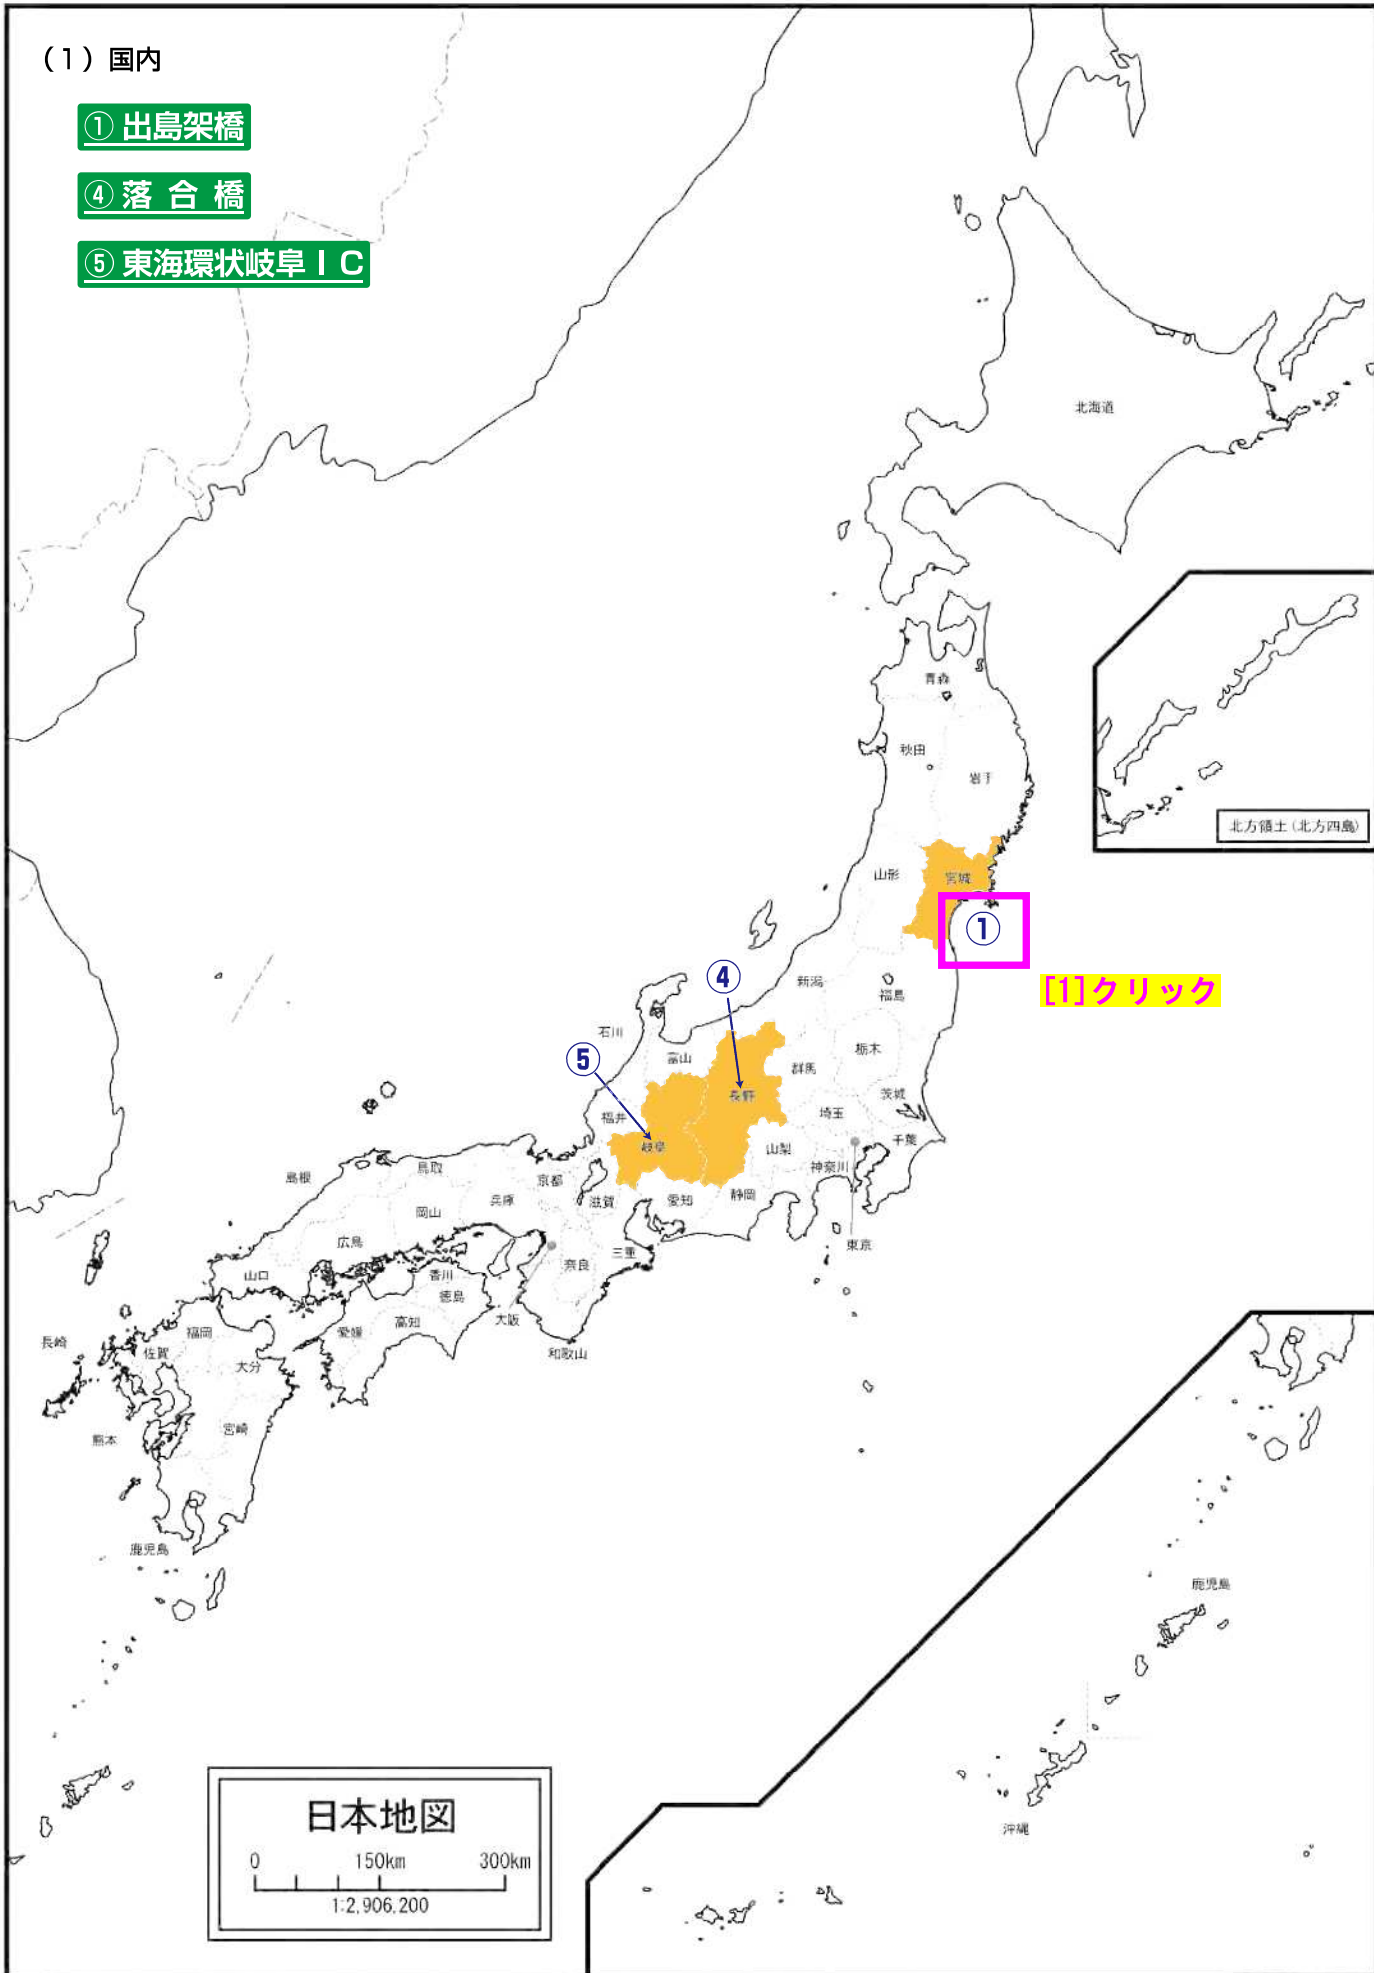 （1）国内
① 出島架橋
④ 落 合 橋
⑤ 東海環状岐阜ＩＣ
北海道
青森
秋田
岩手
北方領土(北方四島)
山形
宮城
①
[1]クリック
④
新潟
福島
石川
⑤
富山
栃木
群馬
長野
茨城
福井
埼玉
岐阜
山梨
千葉
神奈川
鳥取
島根
京都
兵庫
滋賀
愛知
静岡
岡山
広島
東京
三重
奈良
山口
香川
徳島
大阪
高知
愛媛
福岡
長崎
佐賀
和歌山
大分
宮崎
熊本
鹿児島
鹿児島
沖縄
日本地図
0 150km 300km
1:2,906,200